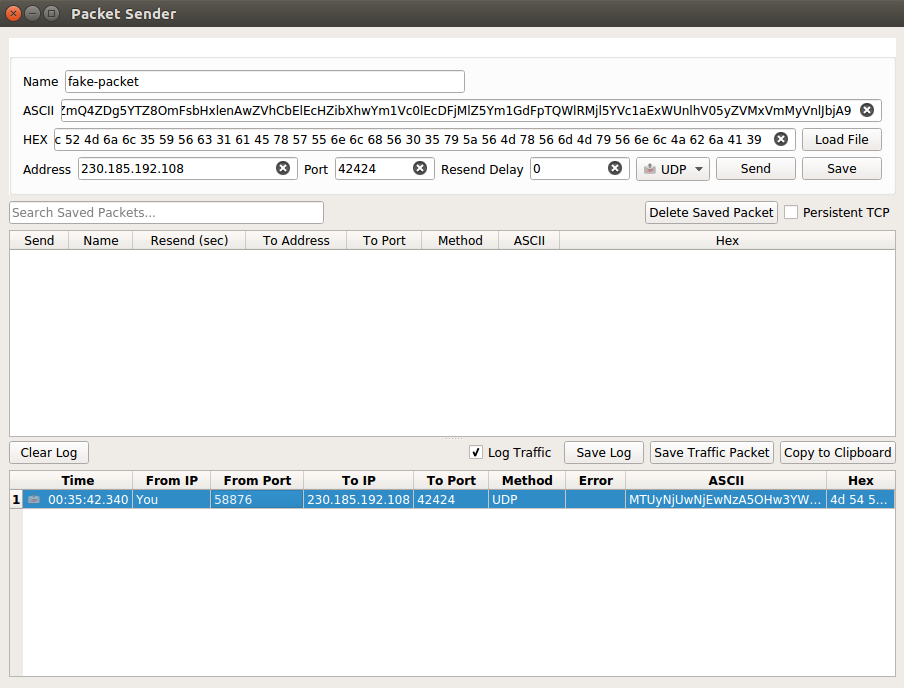 Packet Sender
Name fake-packet
ASCII ZmQ4ZDg5YTZ8OmFsbHxlenAwZVhCbElEcHZibXhwYm1Vc0lEcDFjMlZ5Ym1GdFpTQWlRMjl5YVc1aExWUnlhV05yZVMxVmMyVnlJbjA9
HEX c 52 4d 6a 6c 35 59 56 63 31 61 45 78 57 55 6e 6c 68 56 30 35 79 5a 56 4d 78 56 6d 4d 79 56 6e 6c 4a 62 6a 41 39 Load File
Address 230.185.192.108 Port 42424 Resend Delay 0 UDP Send Save
Search Saved Packets... Delete Saved Packet Persistent TCP
Send Name Resend (sec) To Address To Port Method ASCII Hex
Clear Log Log Traffic Save Log Save Traffic Packet Copy to Clipboard
Time From IP From Port To IP To Port Method Error ASCII Hex
1 00:35:42.340 You 58876 230.185.192.108 42424 UDP MTUyNjUwNjEwNzA5OHw3YW... 4d 54 5...